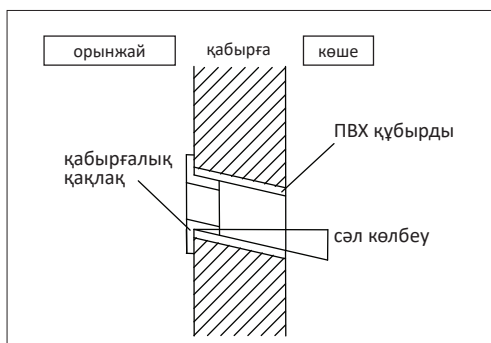 орынжай
қабырға
көше
ПВХ құбырды
қабырғалық
қақлақ
сәл көлбеу